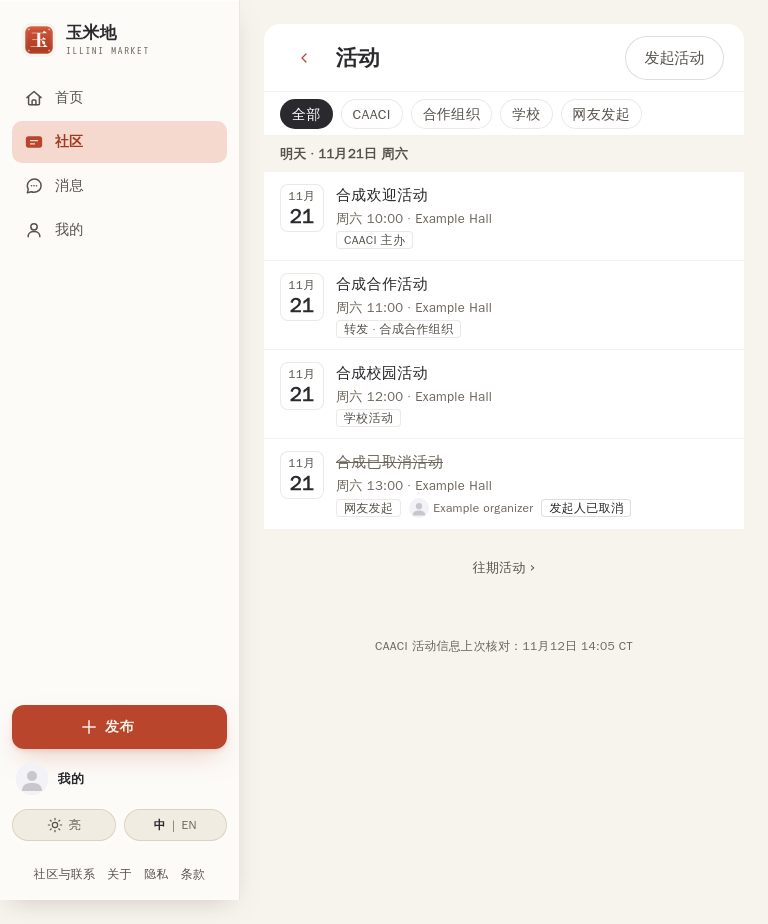 玉米地
ILLINI MARKET
首页
社区
消息
我的
发布
我的
亮
中 | EN
社区与联系 关于 隐私 条款
活动
发起活动
全部 CAACI 合作组织 学校 网友发起
明天 · 11月21日 周六
11月
21
合成欢迎活动
周六 10:00 · Example Hall
CAACI 主办
11月
21
合成合作活动
周六 11:00 · Example Hall
转发 · 合成合作组织
11月
21
合成校园活动
周六 12:00 · Example Hall
学校活动
11月
21
合成已取消活动
周六 13:00 · Example Hall
网友发起 Example organizer 发起人已取消
往期活动 ›
CAACI 活动信息上次核对：11月12日 14:05 CT